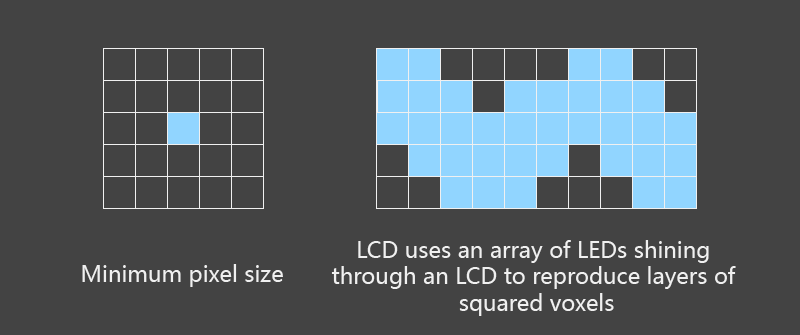 Minimum pixel size
LCD uses an array of LEDs shining
through an LCD to reproduce layers of
squared voxels